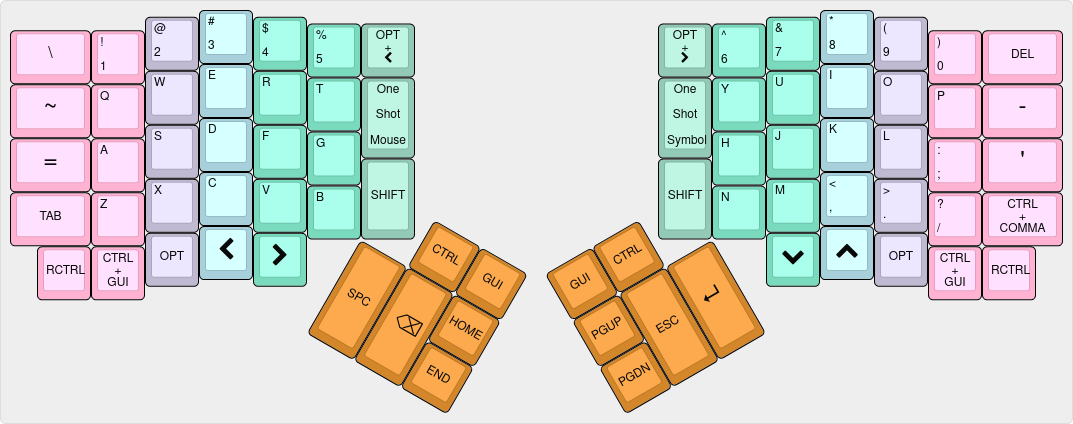 \ ! 1 @ 2 # 3 $ 4 % 5 OPT + <
~ Q W E R T One Shot Mouse
= A S D F G
TAB Z X C V B SHIFT
RCTRL CTRL + GUI OPT < >
SPC ⌫ CTRL GUI HOME END
OPT + > ^ 6 & 7 * 8 ( 9 ) 0 DEL
One Shot Symbol Y U I O P -
H J K L : ; '
SHIFT N M < , > . ? / CTRL + COMMA
OPT CTRL + GUI RCTRL
GUI CTRL PGUP PGDN ESC ↵